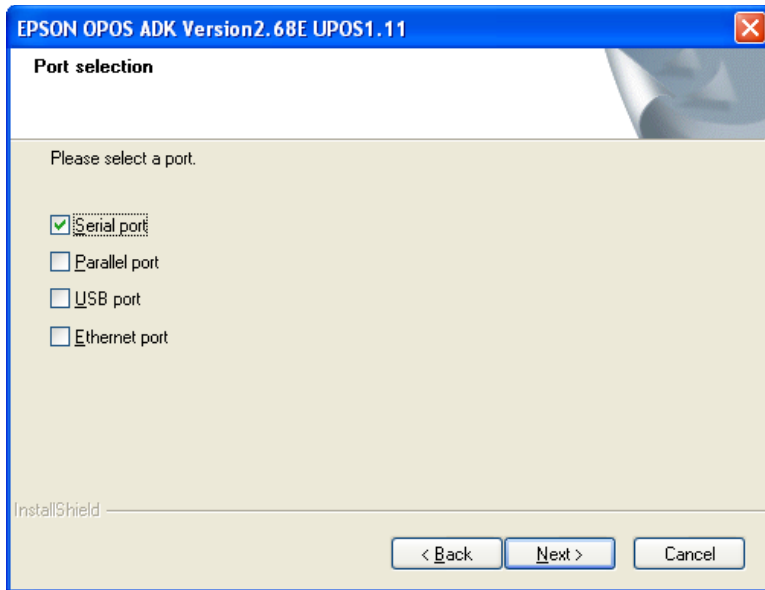 EPSON OPOS ADK Version2.68E UPOS1.11
Port selection
Please select a port.
Serial port
Parallel port
USB port
Ethernet port
InstallShield
< Back Next > Cancel